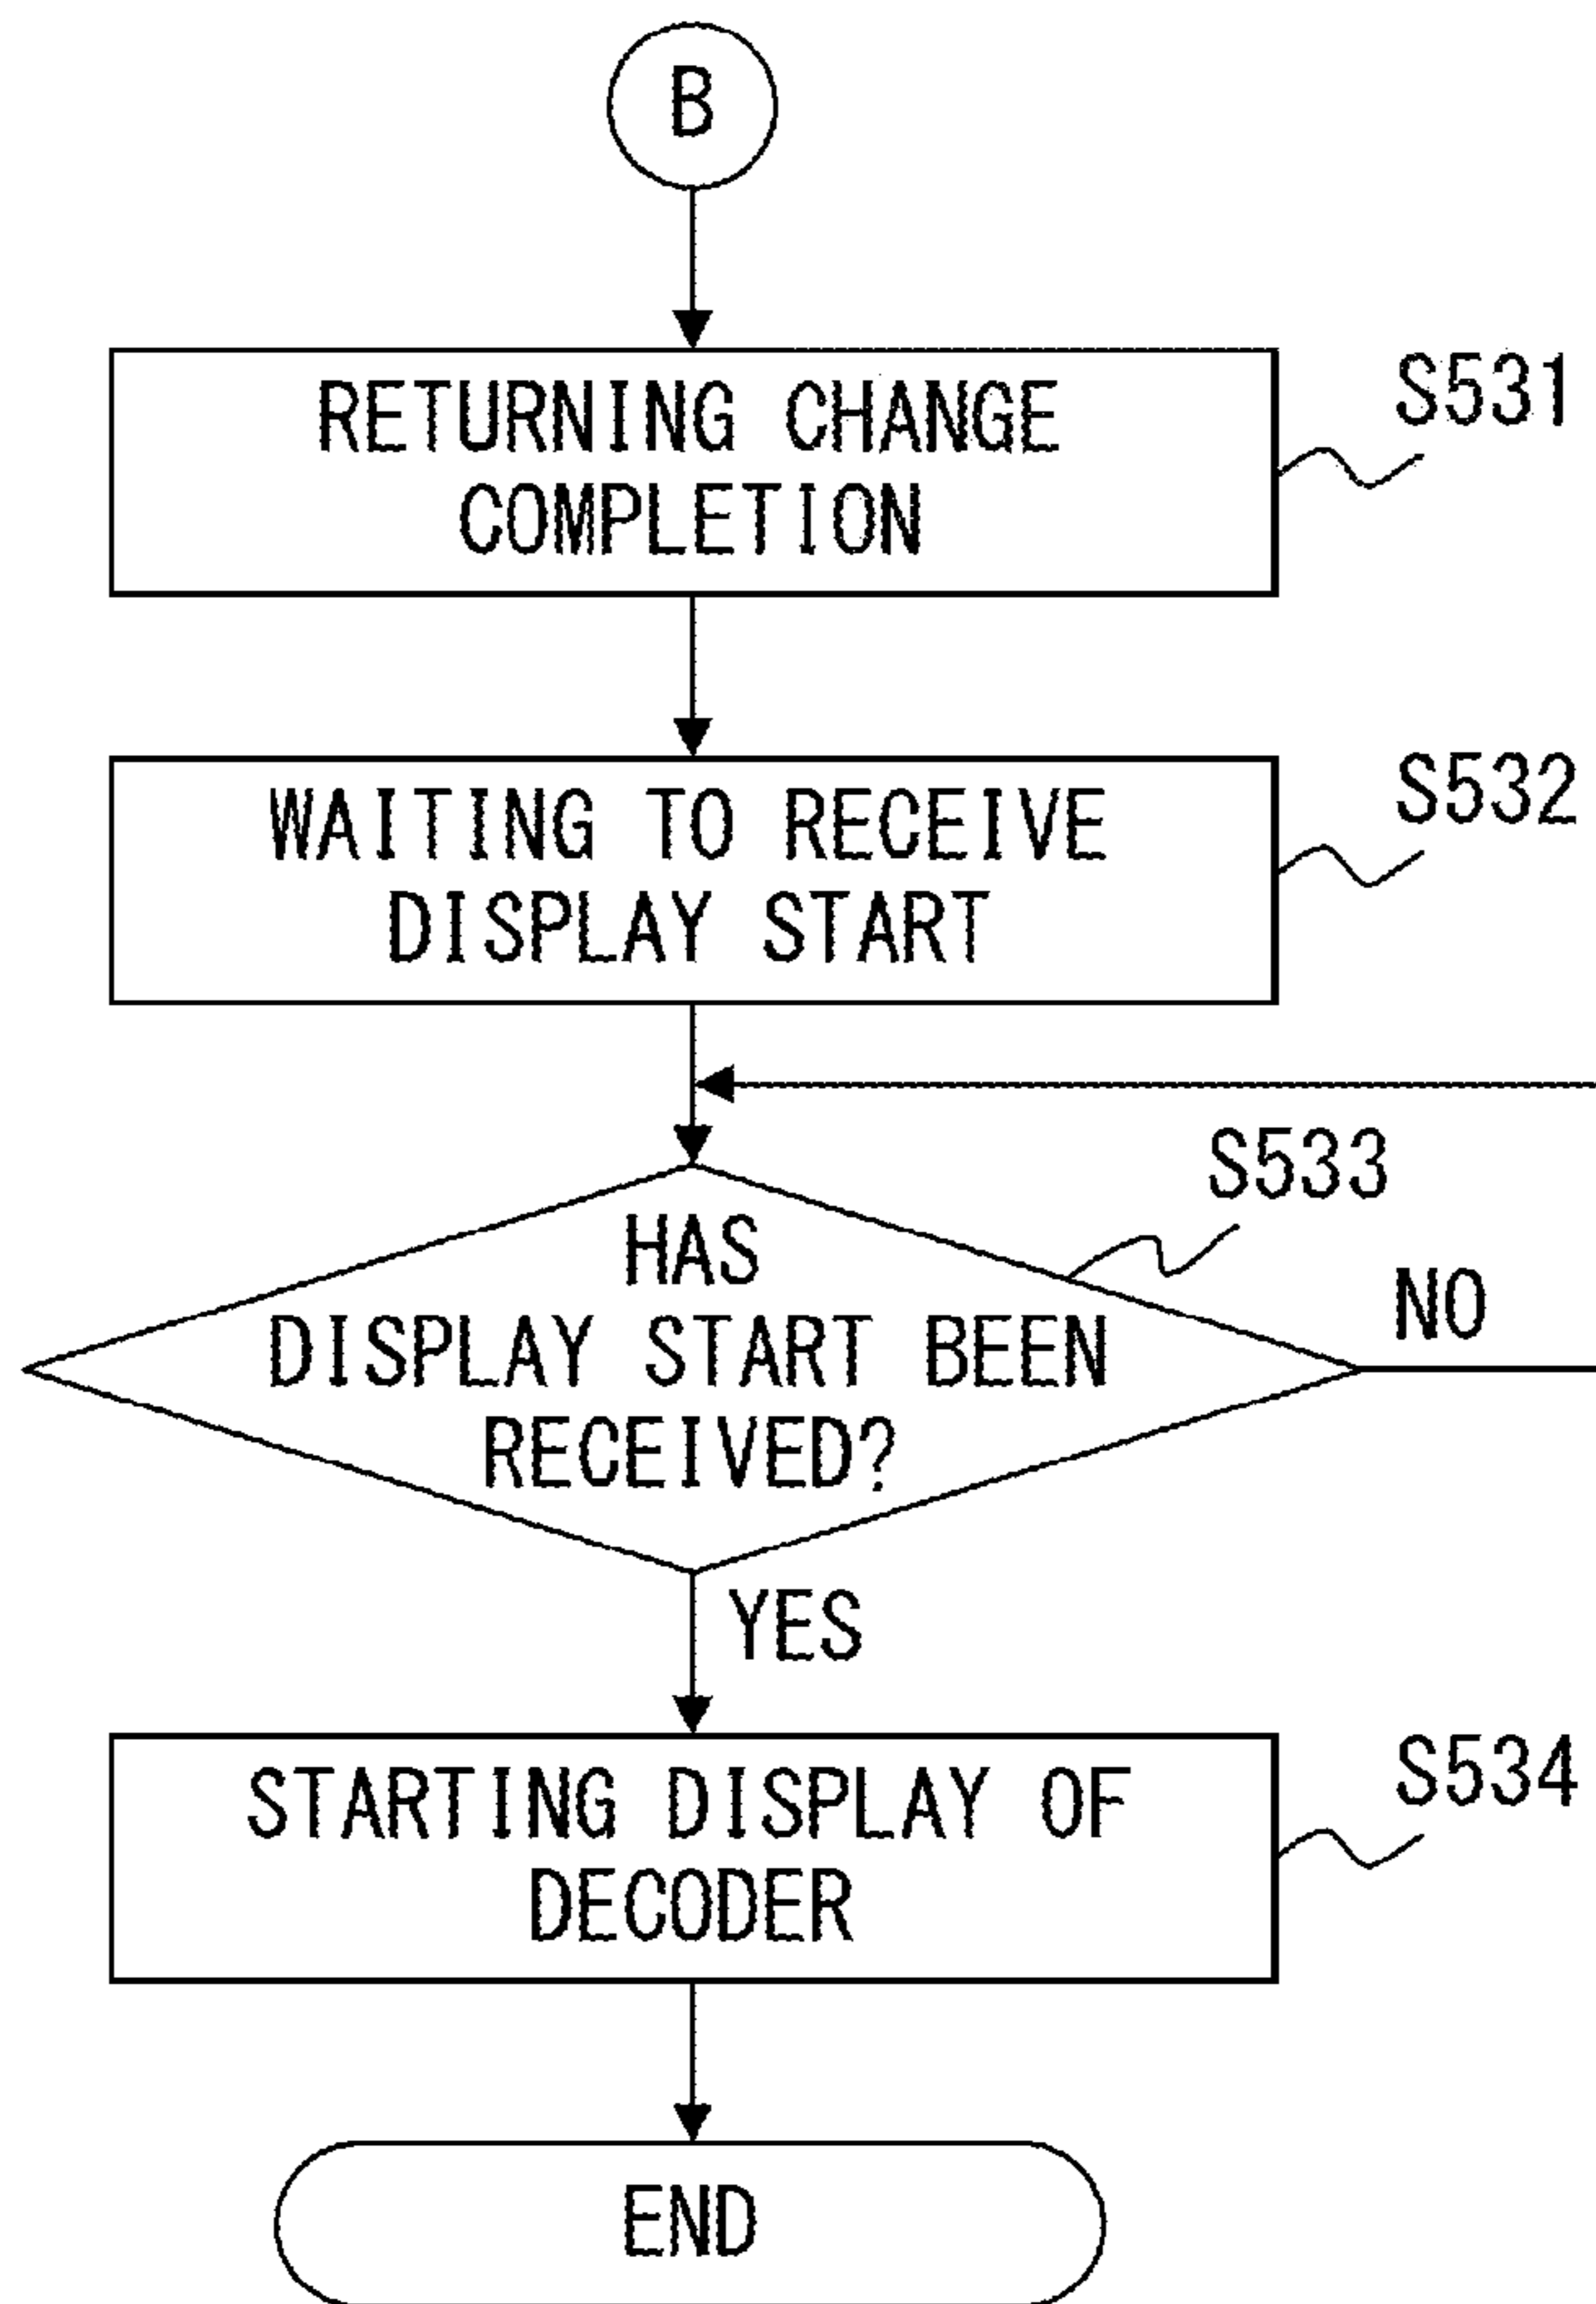 B
RETURNING CHANGE
COMPLETION
S531
WAITING TO RECEIVE
DISPLAY START
S532
S533
HAS
DISPLAY START BEEN
RECEIVED?
NO
YES
STARTING DISPLAY OF
DECODER
S534
END